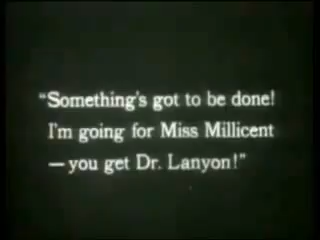 "Something's got to be done!
I'm going for Miss Millicent
—you get Dr. Lanyon!"